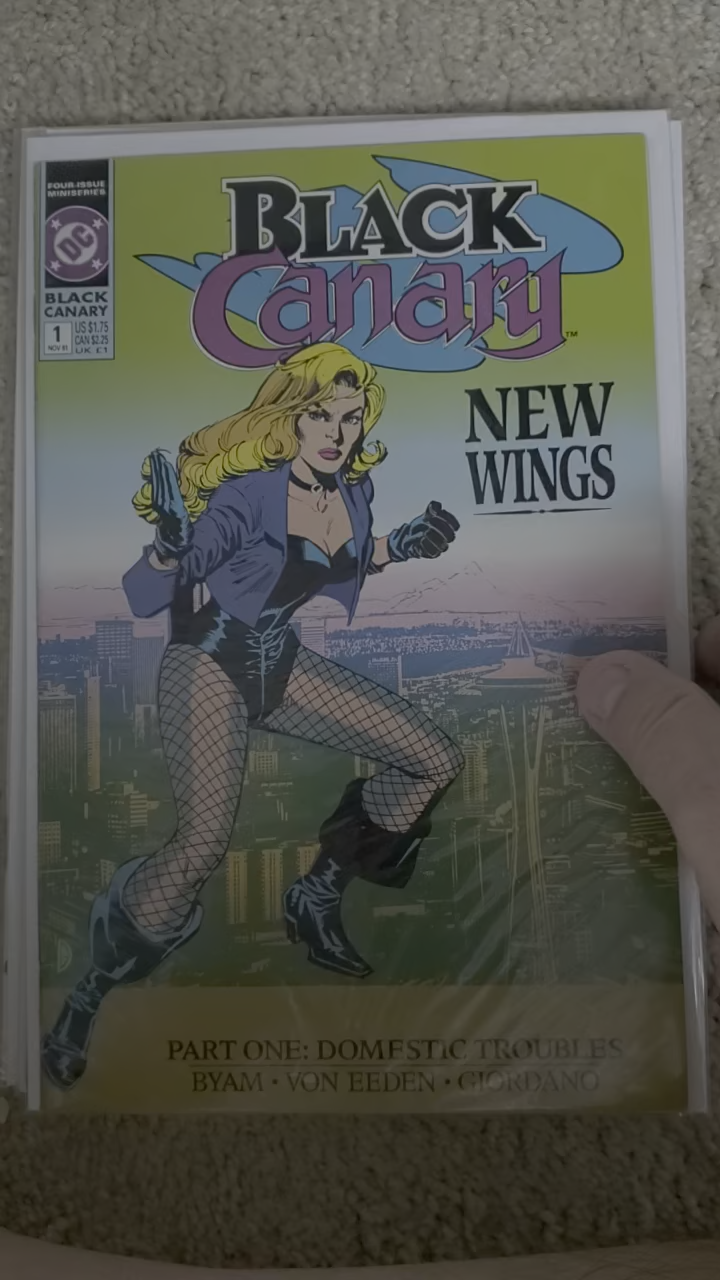 FOUR-ISSUE
MINISERIES
DC
BLACK
CANARY
1
NOV 91
US $1.75
CAN $2.25
UK £1
BLACK
Canary™
NEW
WINGS
PART ONE: DOMESTIC TROUBLES
BYAM • VON EEDEN • GIORDANO